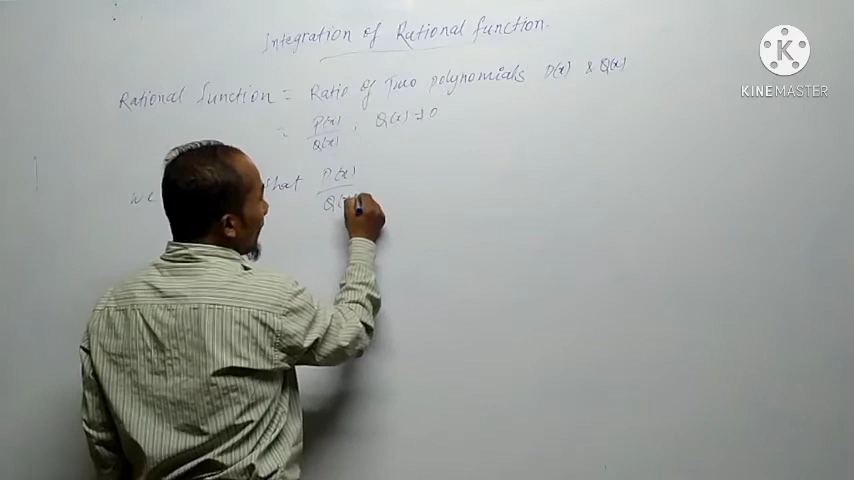 Integration of Rational function.
Rational function = Ratio of Two polynomials P(x) & Q(x)
= P(x)/Q(x), Q(x) ≠ 0
We that P(x)/Q(x)
K
KINEMASTER